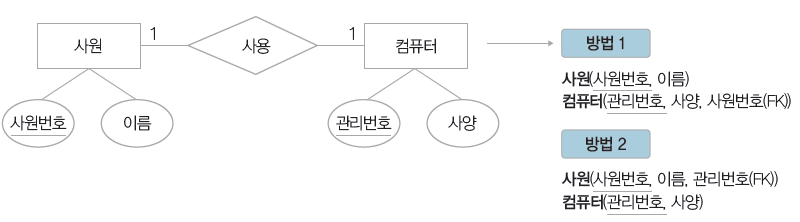 사원 1 사용 1 컴퓨터
사원번호 이름 관리번호 사양
방법 1
사원(사원번호, 이름)
컴퓨터(관리번호, 사양, 사원번호(FK))
방법 2
사원(사원번호, 이름, 관리번호(FK))
컴퓨터(관리번호, 사양)